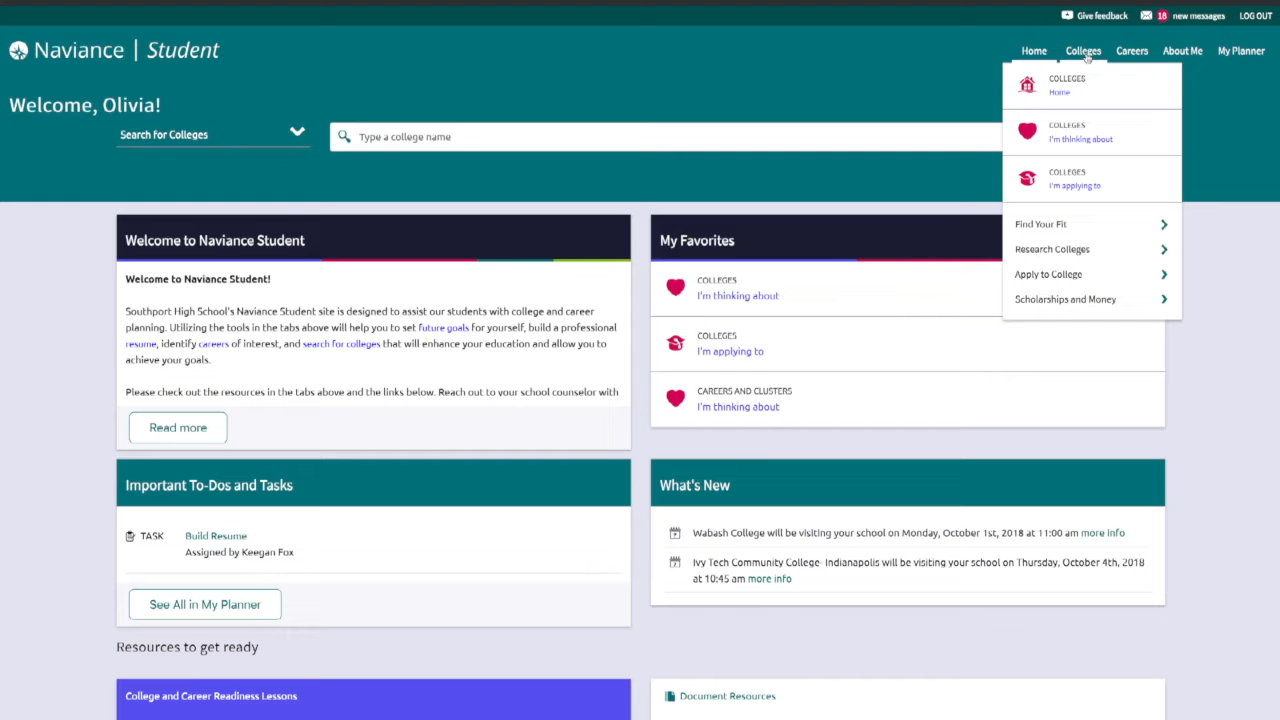 Give feedback
18 new messages
LOG OUT
Naviance | Student
Home Colleges Careers About Me My Planner
Welcome, Olivia!
Search for Colleges
Type a college name
COLLEGES
Home
COLLEGES
I'm thinking about
COLLEGES
I'm applying to
Find Your Fit
Research Colleges
Apply to College
Scholarships and Money
Welcome to Naviance Student
Welcome to Naviance Student!
Southport High School's Naviance Student site is designed to assist our students with college and career
planning. Utilizing the tools in the tabs above will help you to set future goals for yourself, build a professional
resume, identify careers of interest, and search for colleges that will enhance your education and allow you to
achieve your goals.
Please check out the resources in the tabs above and the links below. Reach out to your school counselor with
Read more
My Favorites
COLLEGES
I'm thinking about
COLLEGES
I'm applying to
CAREERS AND CLUSTERS
I'm thinking about
Important To-Dos and Tasks
TASK Build Resume
Assigned by Keegan Fox
See All in My Planner
What's New
Wabash College will be visiting your school on Monday, October 1st, 2018 at 11:00 am more info
Ivy Tech Community College- Indianapolis will be visiting your school on Thursday, October 4th, 2018
at 10:45 am more info
Resources to get ready
College and Career Readiness Lessons
Document Resources